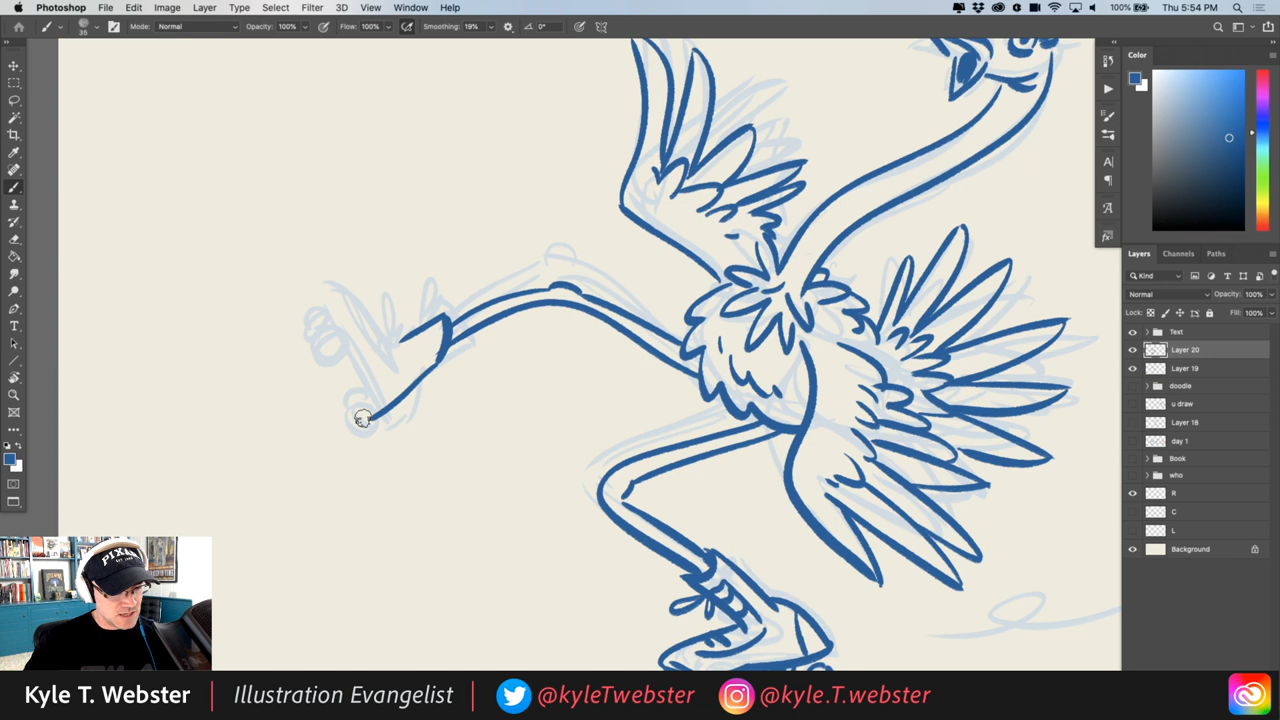 Photoshop File Edit Image Layer Type Select Filter 3D View Window Help 100% Thu 5:54 PM
35 Mode: Normal Opacity: 100% Flow: 100% Smoothing: 19% 0°
Color
Layers Channels Paths
Kind
Normal Opacity: 100%
Lock: Fill: 100%
Text
Layer 20
Layer 19
doodle
u draw
Layer 18
day 1
Book
who
R
C
L
Background
PIXAR
Kyle T. Webster | Illustration Evangelist @kyleTwebster | @kyle.T.webster